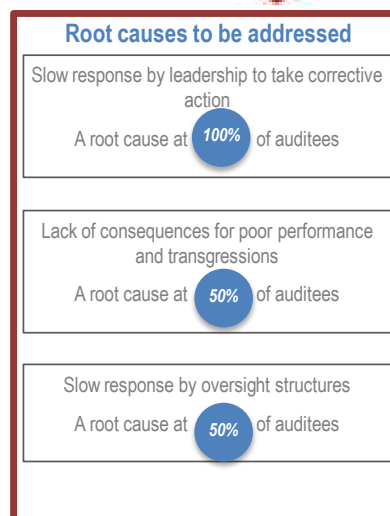 Root causes to be addressed
Slow response by leadership to take corrective
action
A root cause at 100% of auditees
Lack of consequences for poor performance
and transgressions
A root cause at 50% of auditees
Slow response by oversight structures
A root cause at 50% of auditees